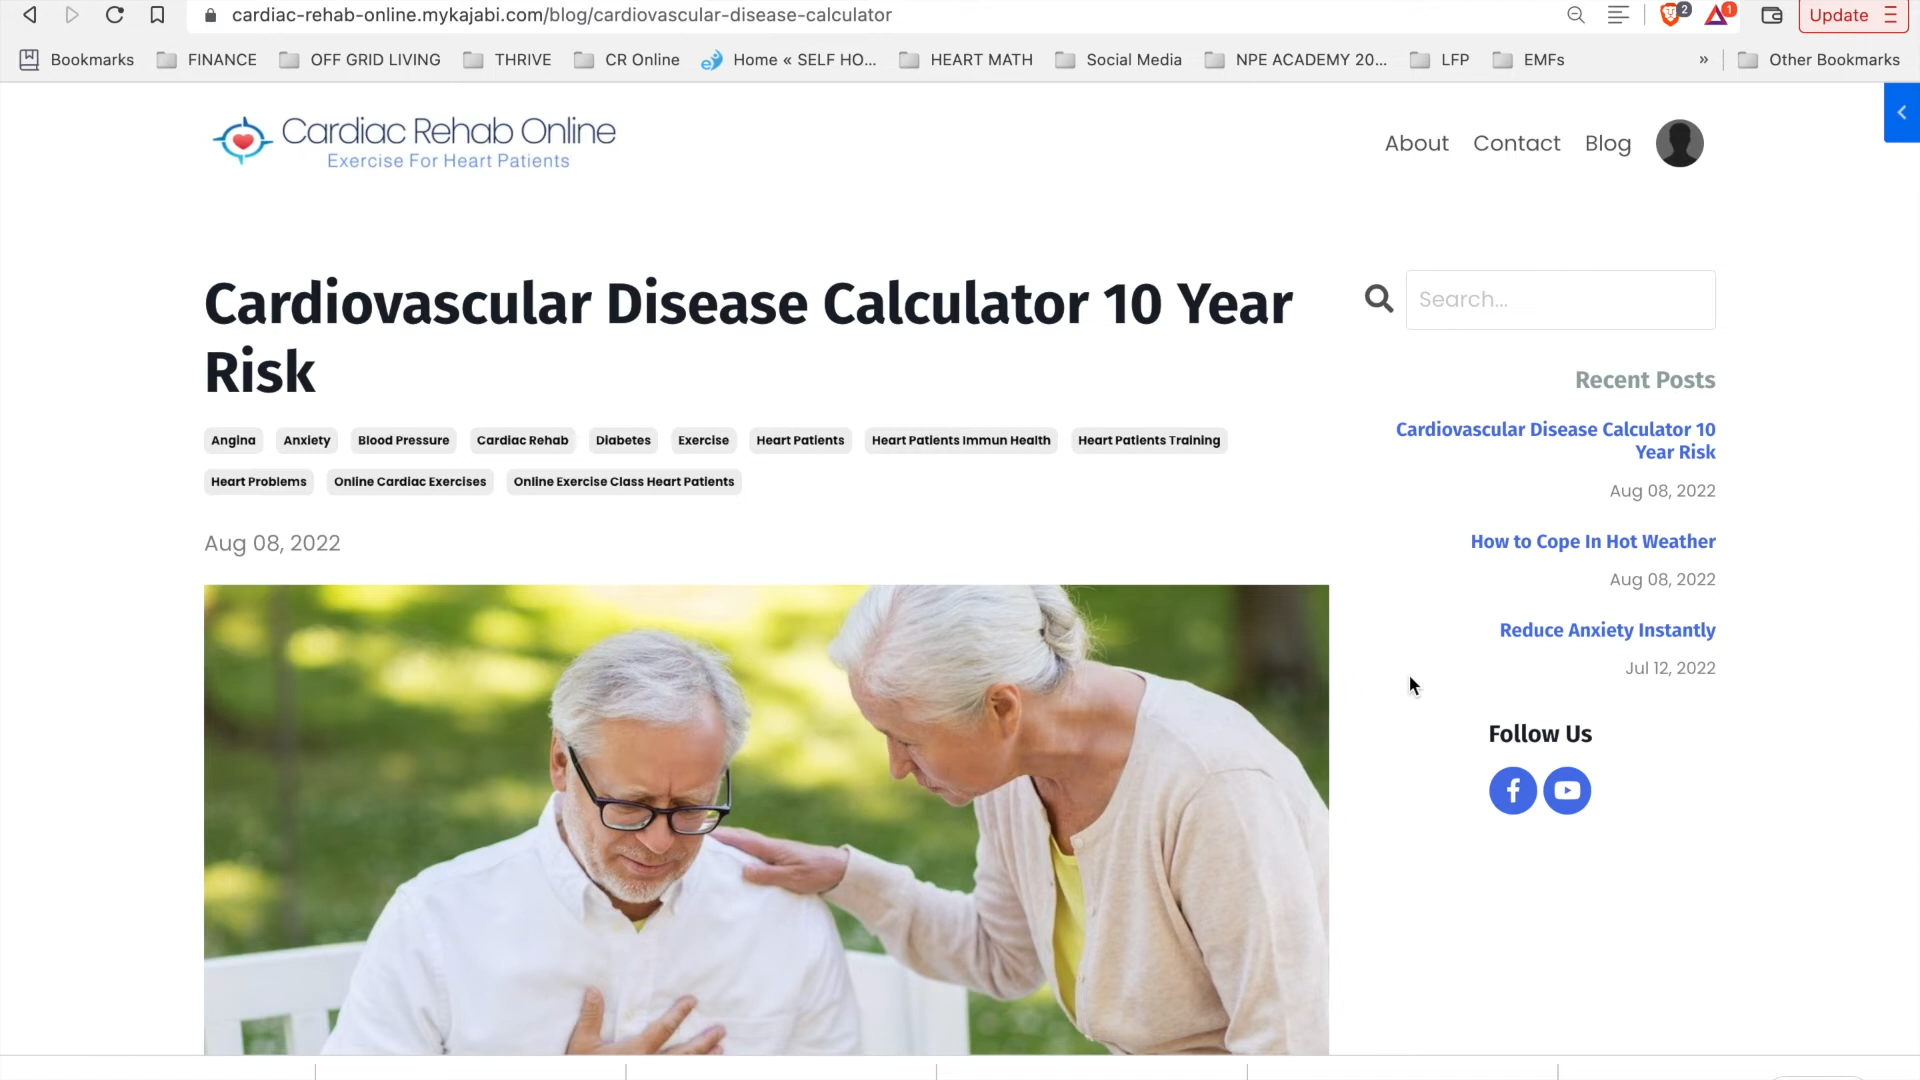 cardiac-rehab-online.mykajabi.com/blog/cardiovascular-disease-calculator
2
1
Update
Bookmarks
FINANCE
OFF GRID LIVING
THRIVE
CR Online
Home « SELF HO...
HEART MATH
Social Media
NPE ACADEMY 20...
LFP
EMFs
»
Other Bookmarks
Cardiac Rehab Online
Exercise For Heart Patients
About
Contact
Blog
Cardiovascular Disease Calculator 10 Year
Risk
Angina
Anxiety
Blood Pressure
Cardiac Rehab
Diabetes
Exercise
Heart Patients
Heart Patients Immun Health
Heart Patients Training
Heart Problems
Online Cardiac Exercises
Online Exercise Class Heart Patients
Aug 08, 2022
Search...
Recent Posts
Cardiovascular Disease Calculator 10
Year Risk
Aug 08, 2022
How to Cope In Hot Weather
Aug 08, 2022
Reduce Anxiety Instantly
Jul 12, 2022
Follow Us